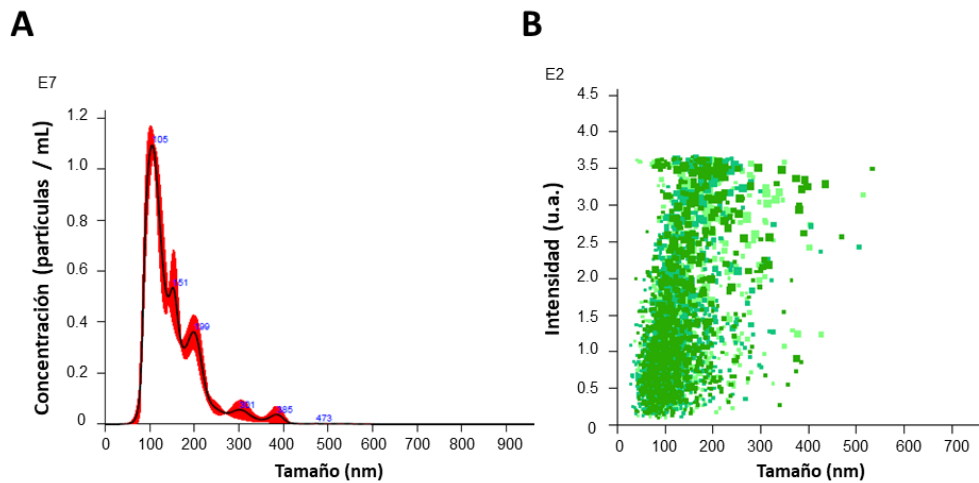 A
B
E7
1.2
1.0
0.8
0.6
0.4
0.2
0
105
151
199
301
385
473
0 100 200 300 400 500 600 700 800 900
Concentración (partículas / mL)
Tamaño (nm)
E2
4.5
4.0
3.5
3.0
2.5
2.0
1.5
1.0
0.5
0
0 100 200 300 400 500 600 700
Intensidad (u.a.)
Tamaño (nm)